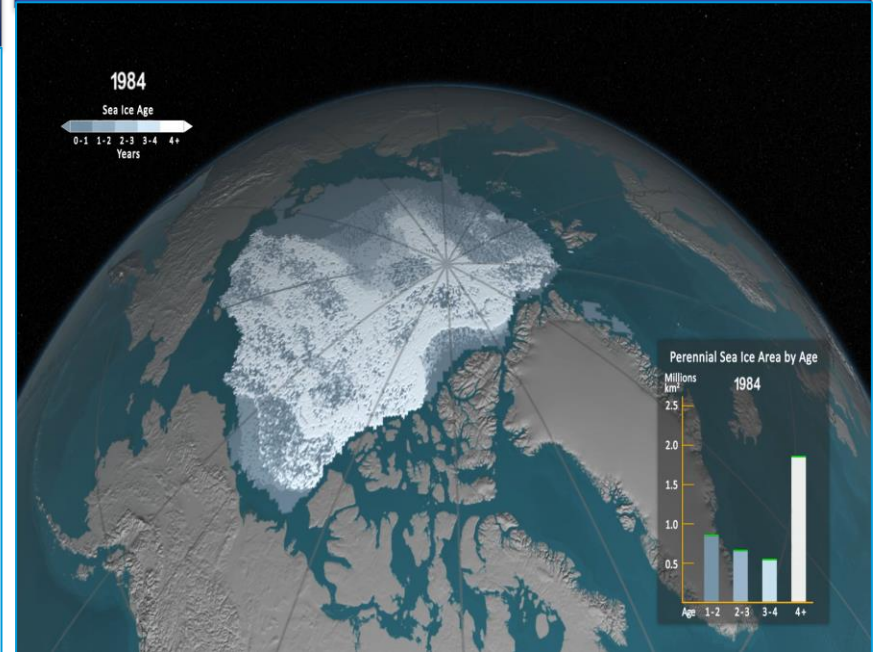 1984
Sea Ice Age
0-1 1-2 2-3 3-4 4+
Years
Perennial Sea Ice Area by Age
Millions
km²
1984
2.5
2.0
1.5
1.0
0.5
Age 1-2 2-3 3-4 4+